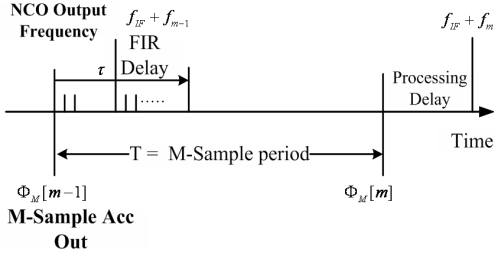 NCO Output
Frequency
f_IF + f_{m-1}
f_IF + f_m
FIR
Delay
τ
.....
Processing
Delay
Time
T = M-Sample period
Φ_M[m-1]
Φ_M[m]
M-Sample Acc
Out